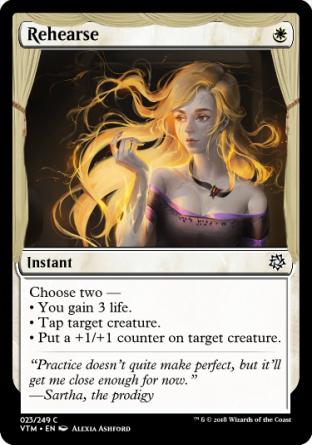 Rehearse
Instant
Choose two —
• You gain 3 life.
• Tap target creature.
• Put a +1/+1 counter on target creature.
"Practice doesn't quite make perfect, but it'll
get me close enough for now."
—Sartha, the prodigy
023/249 C
VTM • EN Alexia Ashford
™ & © 2018 Wizards of the Coast